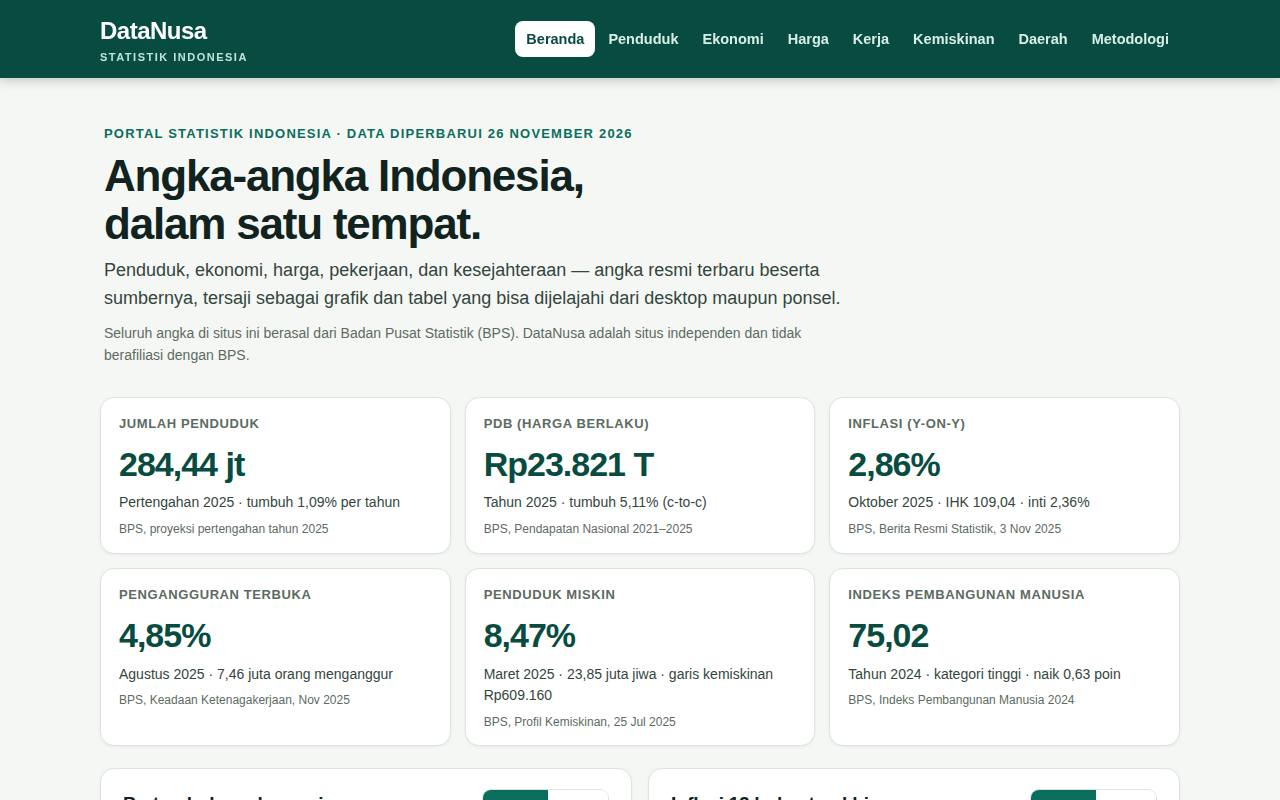 DataNusa
STATISTIK INDONESIA
Beranda Penduduk Ekonomi Harga Kerja Kemiskinan Daerah Metodologi
PORTAL STATISTIK INDONESIA · DATA DIPERBARUI 26 NOVEMBER 2026
Angka-angka Indonesia,
dalam satu tempat.
Penduduk, ekonomi, harga, pekerjaan, dan kesejahteraan — angka resmi terbaru beserta
sumbernya, tersaji sebagai grafik dan tabel yang bisa dijelajahi dari desktop maupun ponsel.
Seluruh angka di situs ini berasal dari Badan Pusat Statistik (BPS). DataNusa adalah situs independen dan tidak
berafiliasi dengan BPS.
JUMLAH PENDUDUK
284,44 jt
Pertengahan 2025 · tumbuh 1,09% per tahun
BPS, proyeksi pertengahan tahun 2025
PDB (HARGA BERLAKU)
Rp23.821 T
Tahun 2025 · tumbuh 5,11% (c-to-c)
BPS, Pendapatan Nasional 2021–2025
INFLASI (Y-ON-Y)
2,86%
Oktober 2025 · IHK 109,04 · inti 2,36%
BPS, Berita Resmi Statistik, 3 Nov 2025
PENGANGGURAN TERBUKA
4,85%
Agustus 2025 · 7,46 juta orang menganggur
BPS, Keadaan Ketenagakerjaan, Nov 2025
PENDUDUK MISKIN
8,47%
Maret 2025 · 23,85 juta jiwa · garis kemiskinan
Rp609.160
BPS, Profil Kemiskinan, 25 Jul 2025
INDEKS PEMBANGUNAN MANUSIA
75,02
Tahun 2024 · kategori tinggi · naik 0,63 poin
BPS, Indeks Pembangunan Manusia 2024